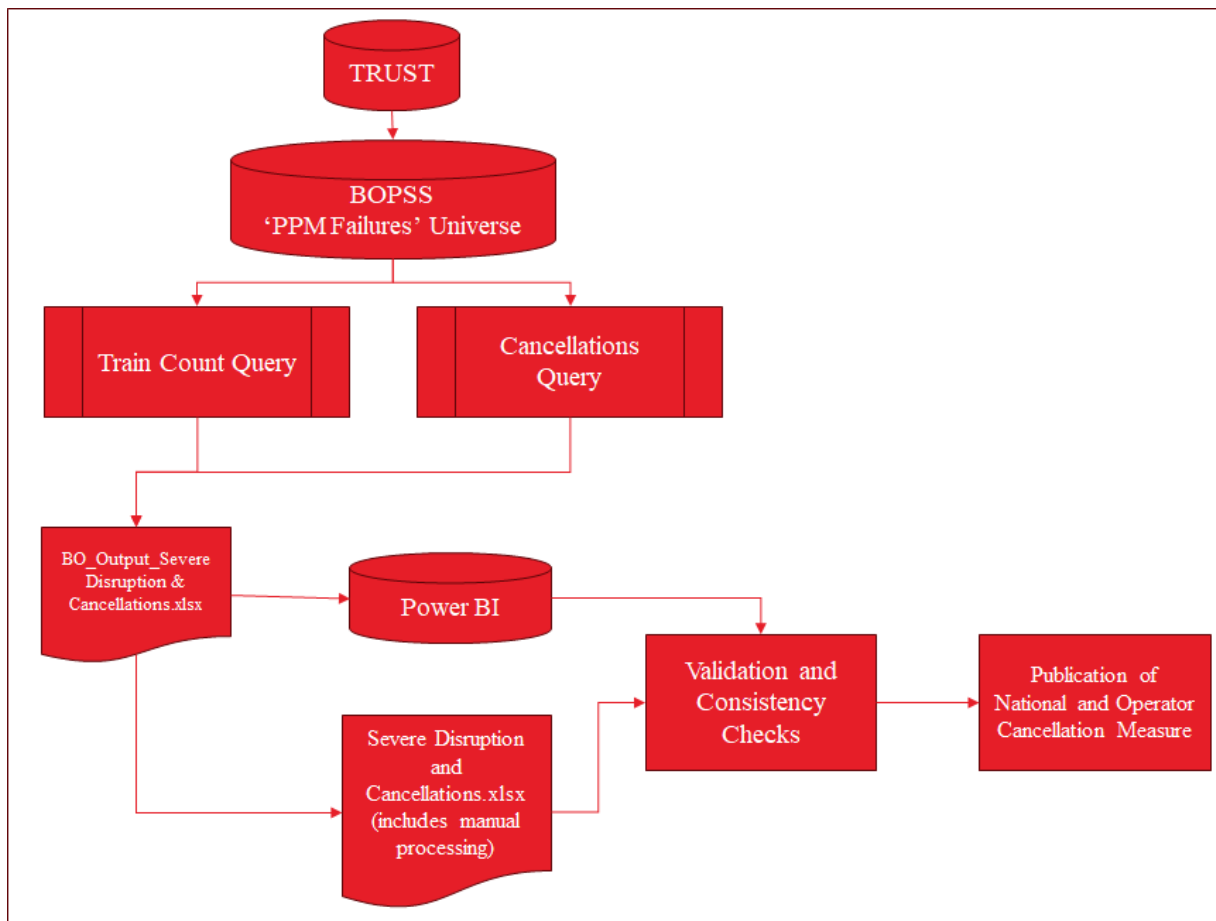 TRUST
BOPSS
‘PPM Failures’ Universe
Train Count Query
Cancellations
Query
BO_Output_Severe
Disruption &
Cancellations.xlsx
Power BI
Validation and
Consistency
Checks
Publication of
National and Operator
Cancellation Measure
Severe Disruption
and
Cancellations.xlsx
(includes manual
processing)